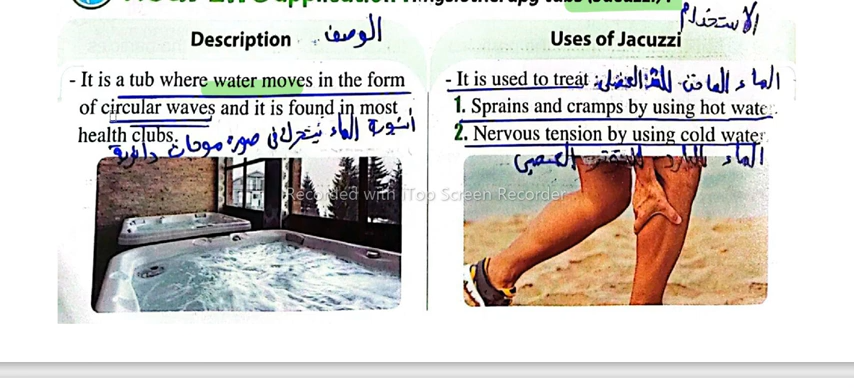 Description الوصف
- It is a tub where water moves in the form
of circular waves and it is found in most
health clubs.
الماء يتحرك في صورة موجات دائرية
Uses of Jacuzzi الاستخدام
- It is used to treat :
1. Sprains and cramps by using hot water.
2. Nervous tension by using cold water.
الماء البارد للتوتر العصبي
Recorded with iTop Screen Recorder